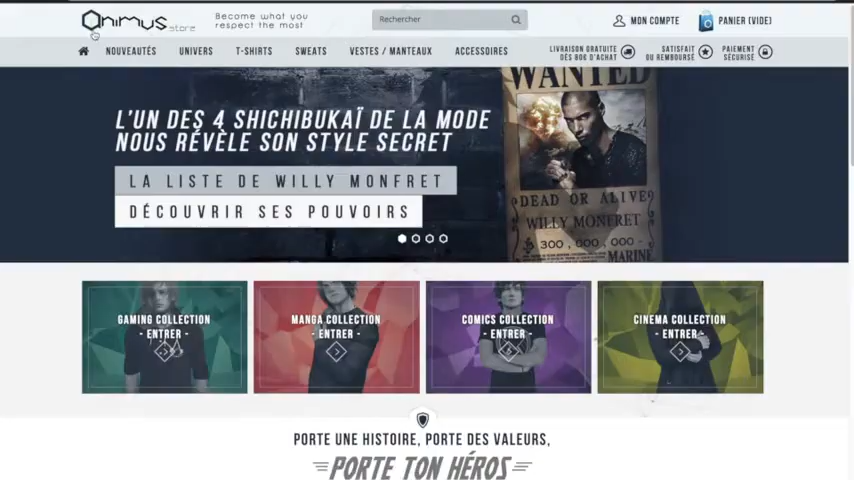 animus
.store
Become what you
respect the most
Rechercher
MON COMPTE
PANIER (VIDE)
NOUVEAUTÉS
UNIVERS
T-SHIRTS
SWEATS
VESTES / MANTEAUX
ACCESSOIRES
LIVRAISON GRATUITE
DÈS 80€ D'ACHAT
SATISFAIT
OU REMBOURSÉ
PAIEMENT
SÉCURISÉ
L'UN DES 4 SHICHIBUKAÏ DE LA MODE
NOUS RÉVÈLE SON STYLE SECRET
LA LISTE DE WILLY MONFRET
DÉCOUVRIR SES POUVOIRS
WANTED
DEAD OR ALIVE
WILLY MONFRET
300,000,000-
MARINE
GAMING COLLECTION
- ENTRER -
MANGA COLLECTION
- ENTRER -
COMICS COLLECTION
- ENTRER -
CINEMA COLLECTION
- ENTRER -
PORTE UNE HISTOIRE, PORTE DES VALEURS,
PORTE TON HÉROS